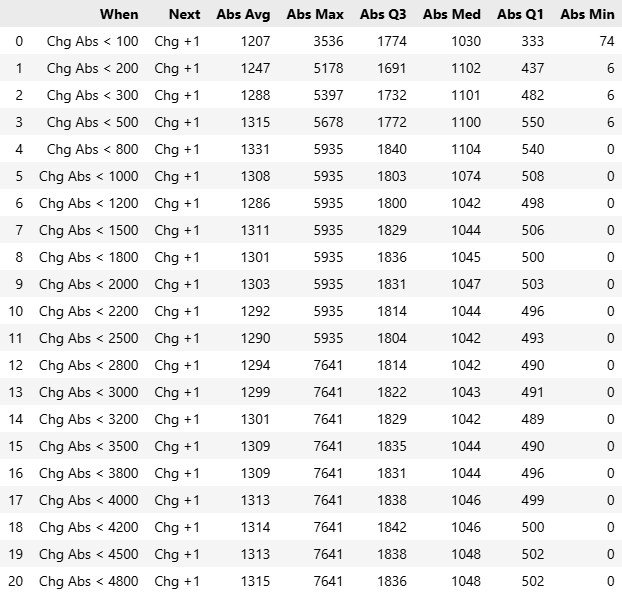 When Next Abs Avg Abs Max Abs Q3 Abs Med Abs Q1 Abs Min
0 Chg Abs < 100 Chg +1 1207 3536 1774 1030 333 74
1 Chg Abs < 200 Chg +1 1247 5178 1691 1102 437 6
2 Chg Abs < 300 Chg +1 1288 5397 1732 1101 482 6
3 Chg Abs < 500 Chg +1 1315 5678 1772 1100 550 6
4 Chg Abs < 800 Chg +1 1331 5935 1840 1104 540 0
5 Chg Abs < 1000 Chg +1 1308 5935 1803 1074 508 0
6 Chg Abs < 1200 Chg +1 1286 5935 1800 1042 498 0
7 Chg Abs < 1500 Chg +1 1311 5935 1829 1044 506 0
8 Chg Abs < 1800 Chg +1 1301 5935 1836 1045 500 0
9 Chg Abs < 2000 Chg +1 1303 5935 1831 1047 503 0
10 Chg Abs < 2200 Chg +1 1292 5935 1814 1044 496 0
11 Chg Abs < 2500 Chg +1 1290 5935 1804 1042 493 0
12 Chg Abs < 2800 Chg +1 1294 7641 1814 1042 490 0
13 Chg Abs < 3000 Chg +1 1299 7641 1822 1043 491 0
14 Chg Abs < 3200 Chg +1 1301 7641 1829 1042 489 0
15 Chg Abs < 3500 Chg +1 1309 7641 1835 1044 490 0
16 Chg Abs < 3800 Chg +1 1309 7641 1831 1044 496 0
17 Chg Abs < 4000 Chg +1 1313 7641 1838 1046 499 0
18 Chg Abs < 4200 Chg +1 1314 7641 1842 1046 500 0
19 Chg Abs < 4500 Chg +1 1313 7641 1838 1048 502 0
20 Chg Abs < 4800 Chg +1 1315 7641 1836 1048 502 0